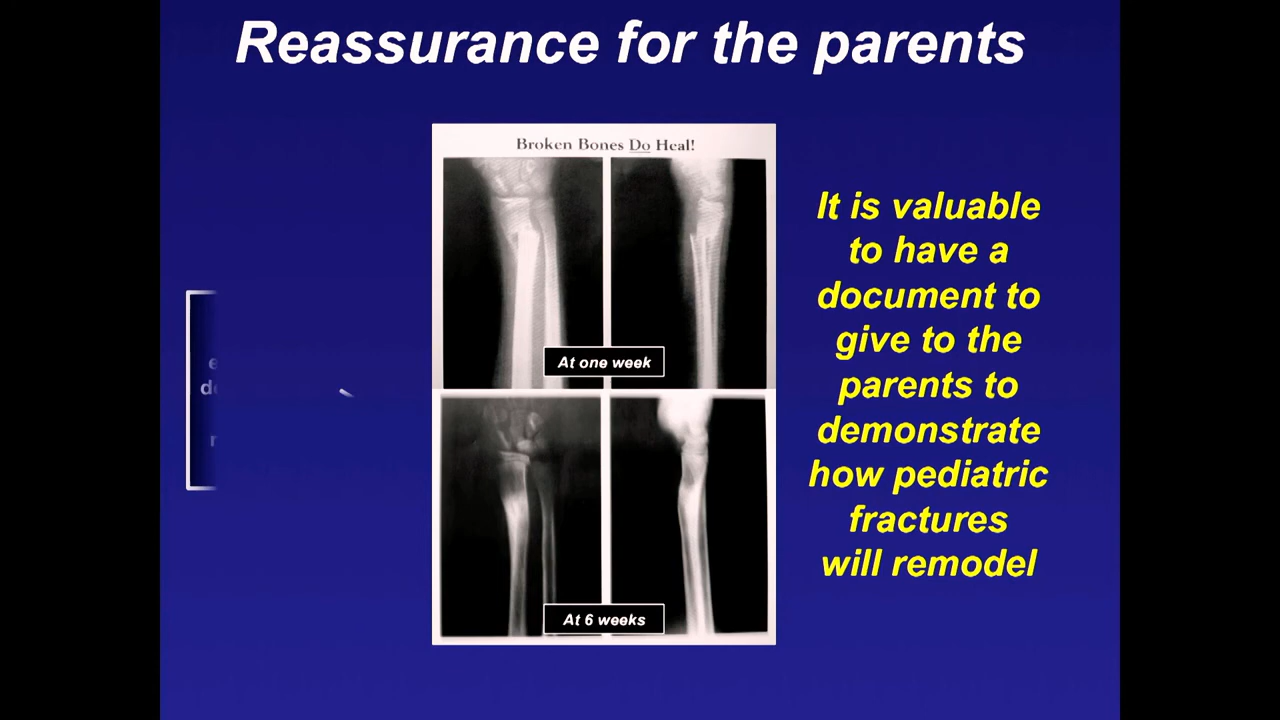 Reassurance for the parents
Broken Bones Do Heal!
At one week
At 6 weeks
It is valuable
to have a
document to
give to the
parents to
demonstrate
how pediatric
fractures
will remodel